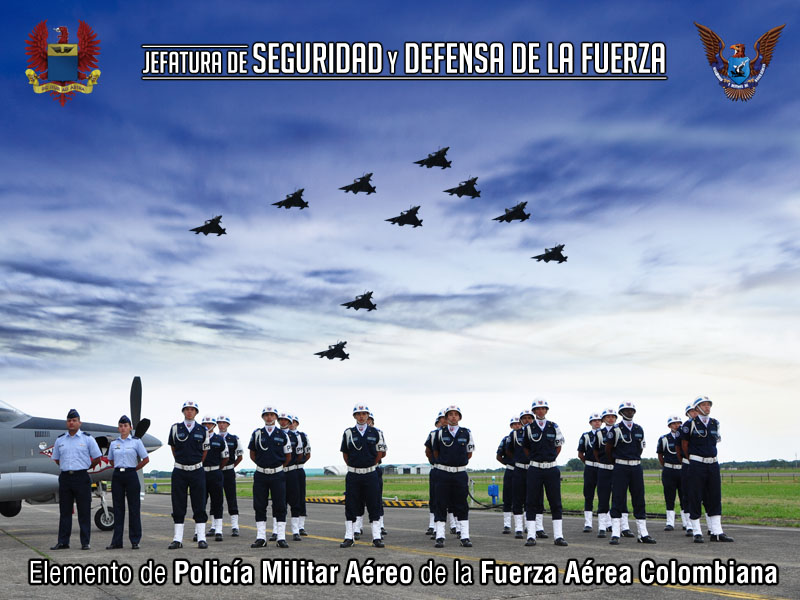 JEFATURA DE SEGURIDAD Y DEFENSA DE LA FUERZA
Elemento de Policía Militar Aéreo de la Fuerza Aérea Colombiana